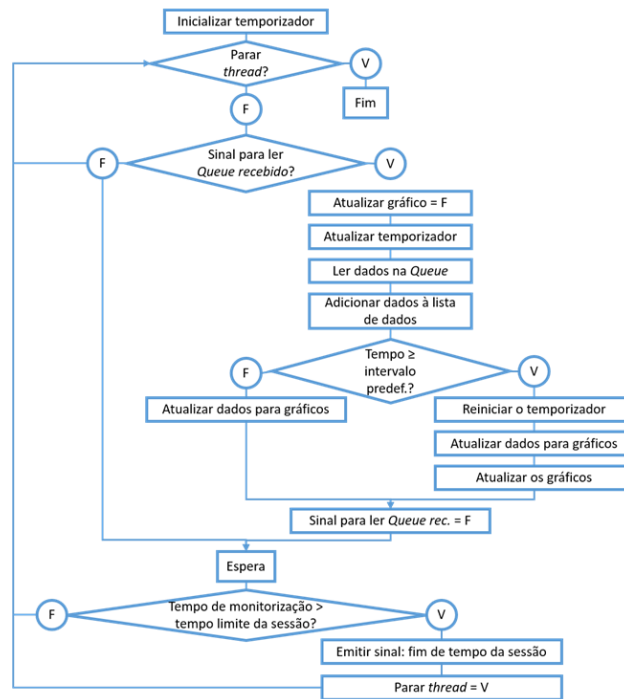 Inicializar temporizador
Parar
thread?
V
Fim
F
F
Sinal para ler
Queue recebido?
V
Atualizar gráfico = F
Atualizar temporizador
Ler dados na Queue
Adicionar dados à lista
de dados
F
Tempo ≥
intervalo
predef.?
V
Atualizar dados para gráficos
Reiniciar o temporizador
Atualizar dados para gráficos
Atualizar os gráficos
Sinal para ler Queue rec. = F
Espera
F
Tempo de monitorização >
tempo limite da sessão?
V
Emitir sinal: fim de tempo da sessão
Parar thread = V